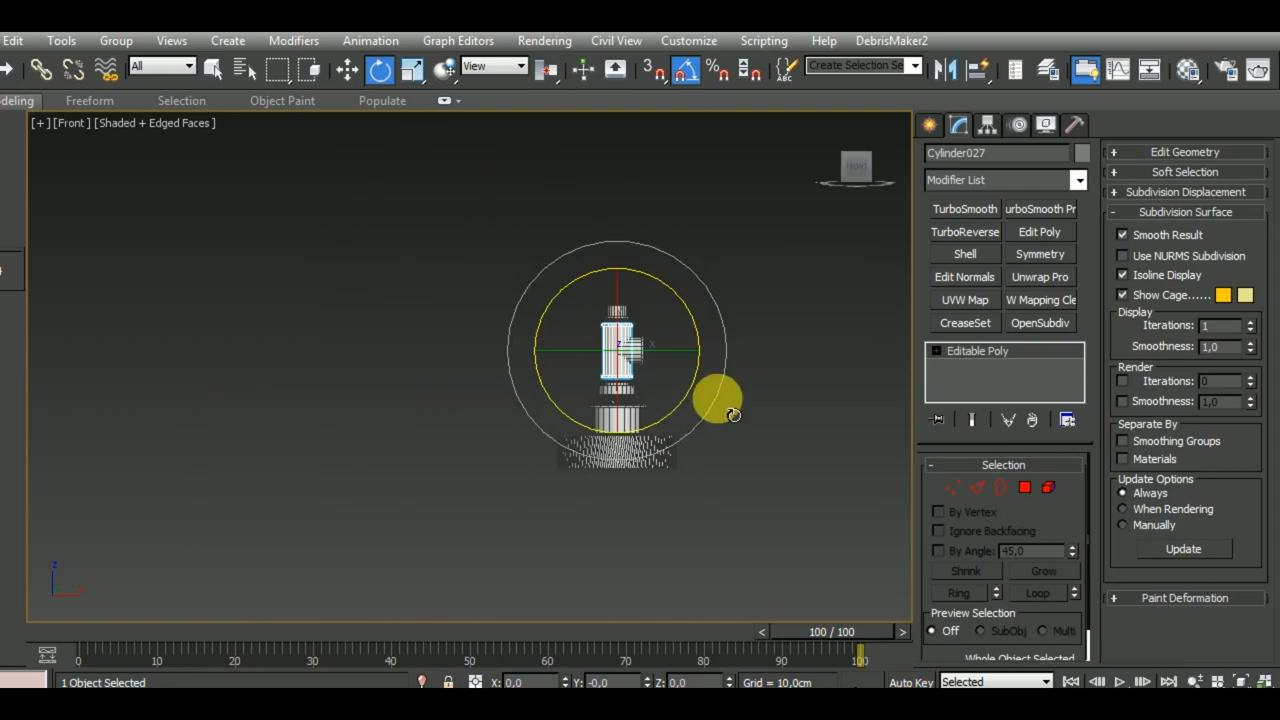 Edit Tools Group Views Create Modifiers Animation Graph Editors Rendering Civil View Customize Scripting Help DebrisMaker2
All View 3 % ABC Create Selection Se
deling Freeform Selection Object Paint Populate
[+] [Front ] [Shaded + Edged Faces ]
FRONT
z x
z
Cylinder027
Modifier List
TurboSmooth urboSmooth Pr
TurboReverse Edit Poly
Shell Symmetry
Edit Normals Unwrap Pro
UVW Map W Mapping Cle
CreaseSet OpenSubdiv
+ Editable Poly
- Selection
By Vertex
Ignore Backfacing
By Angle: 45,0
Shrink Grow
Ring Loop
Preview Selection
Off SubObj Multi
Whole Object Selected
+ Edit Geometry
+ Soft Selection
+ Subdivision Displacement
- Subdivision Surface
Smooth Result
Use NURMS Subdivision
Isoline Display
Show Cage......
Display
Iterations: 1
Smoothness: 1,0
Render
Iterations: 0
Smoothness: 1,0
Separate By
Smoothing Groups
Materials
Update Options
Always
When Rendering
Manually
Update
+ Paint Deformation
< 100 / 100 >
0 10 20 30 40 50 60 70 80 90 100
1 Object Selected X: 0,0 Y: -0,0 Z: 0,0 Grid = 10,0cm Auto Key Selected